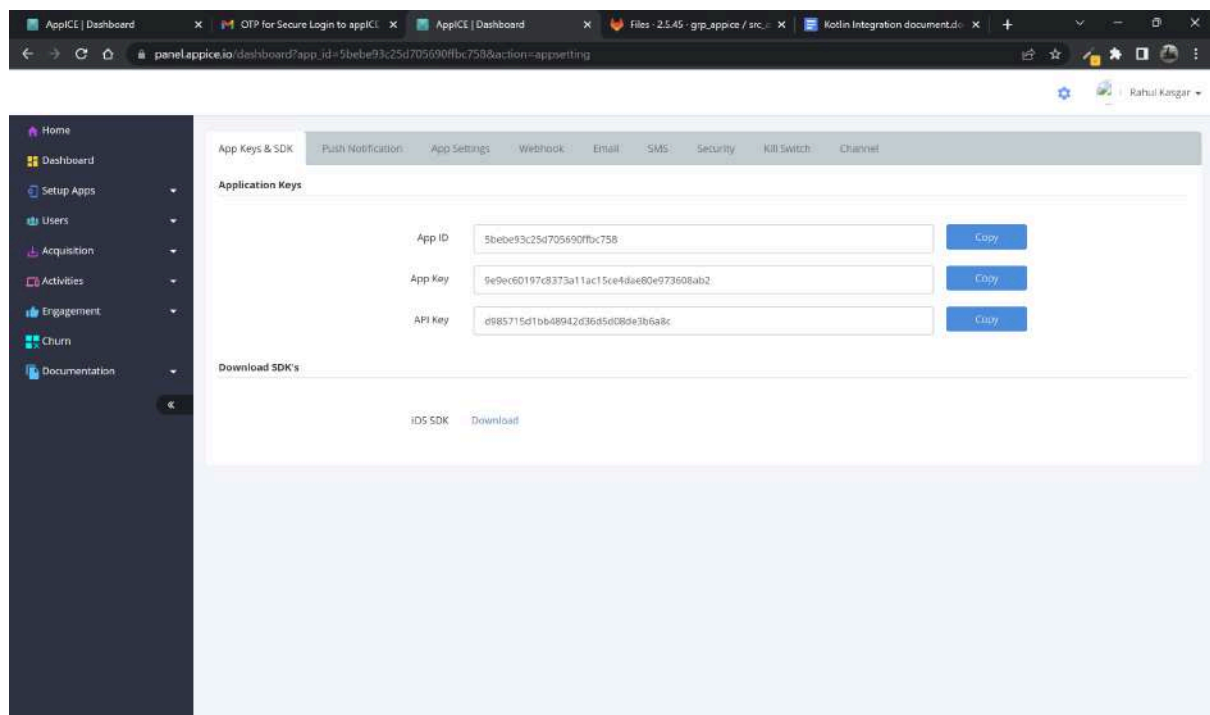 AppICE | Dashboard
OTP for Secure Login to appICE
AppICE | Dashboard
Files · 2.5.45 · grp_appice / src_
Kotlin Integration document.do
panel.appice.io/dashboard?app_id=5bebe93c25d705690ffbc758&action=appsetting
Rahul Kasgar
Home
Dashboard
Setup Apps
Users
Acquisition
Activities
Engagement
Churn
Documentation
App Keys & SDK Push Notification App Settings Webhook Email SMS Security Kill Switch Channel
Application Keys
App ID 5bebe93c25d705690ffbc758 Copy
App Key 9e9ec60197c8373a11ac15ce4dae80e973608ab2 Copy
API Key d985715d1bb48942d36d5d08de3b6a8c Copy
Download SDK's
iOS SDK Download